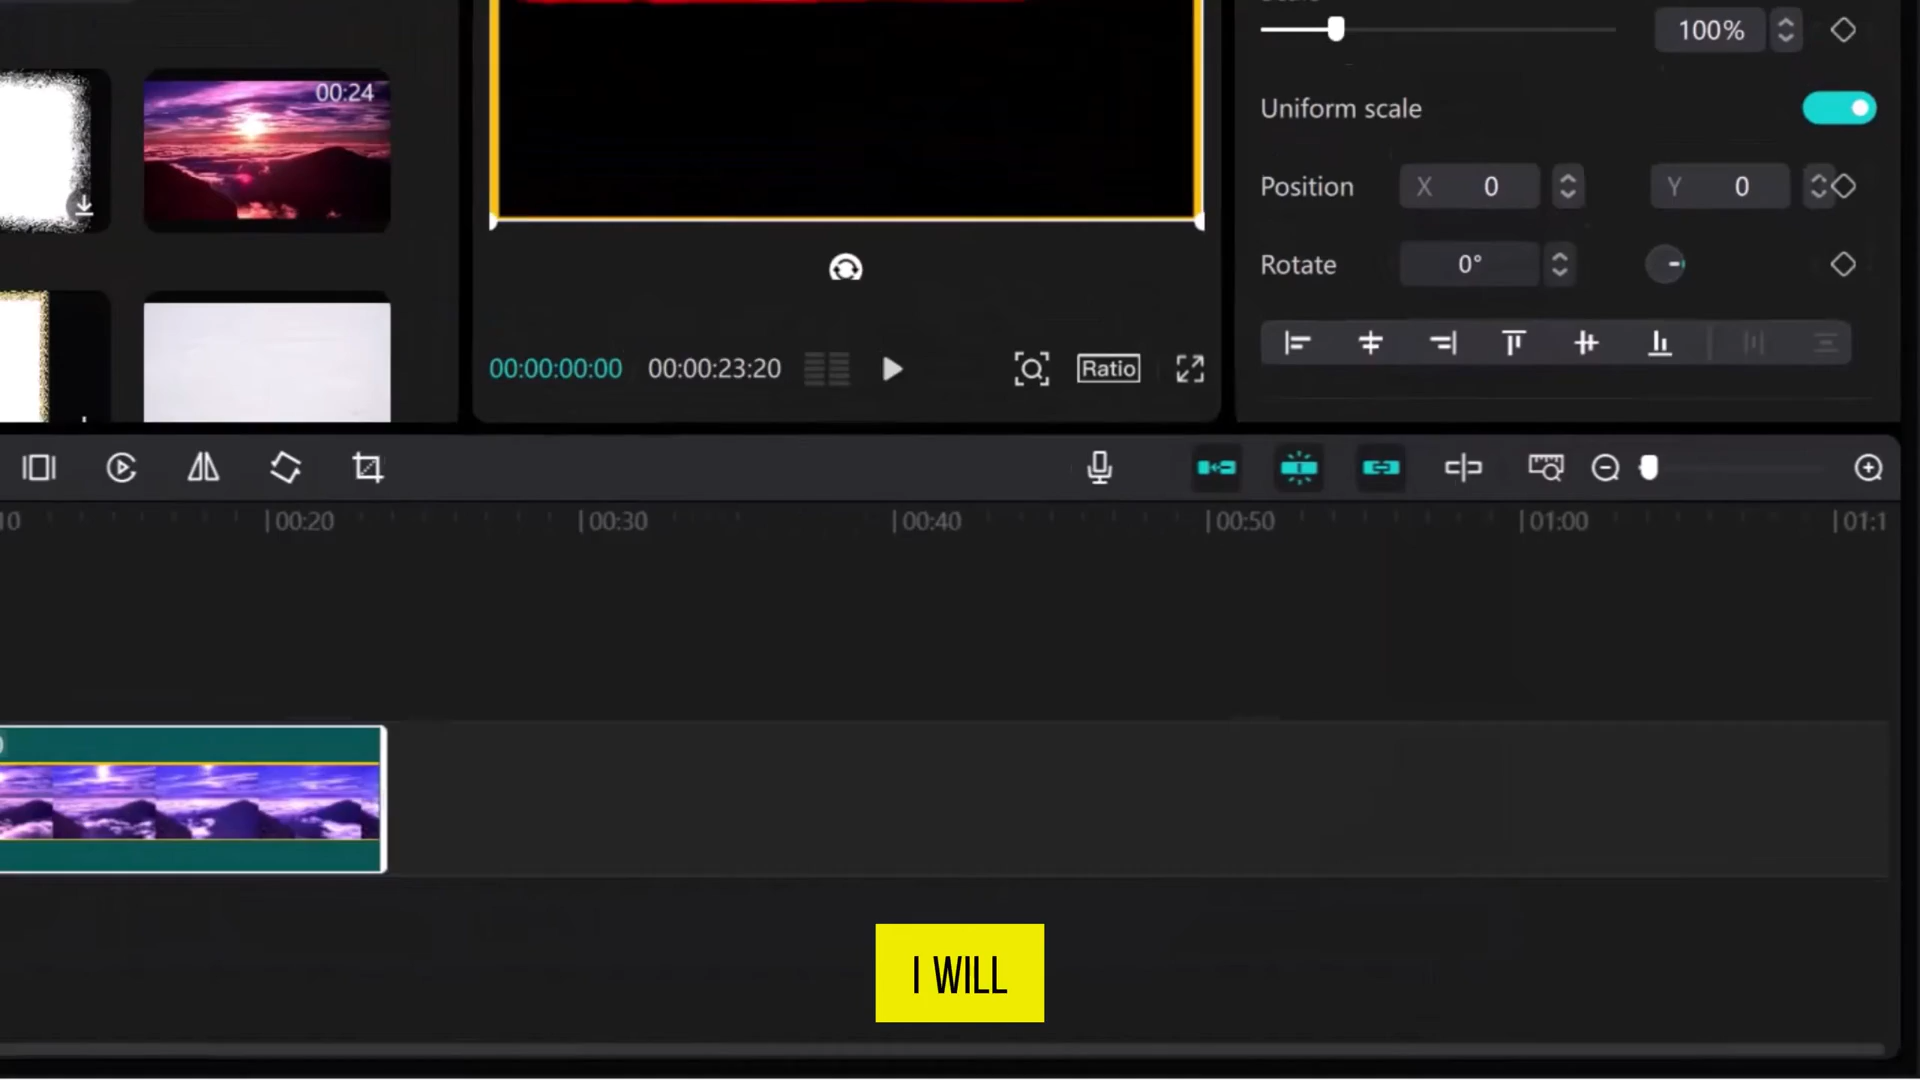 100%
00:24
Uniform scale
Position X 0 Y 0
Rotate 0°
00:00:00:00 00:00:23:20 Ratio
00:20 00:30 00:40 00:50 01:00 01:1
I WILL